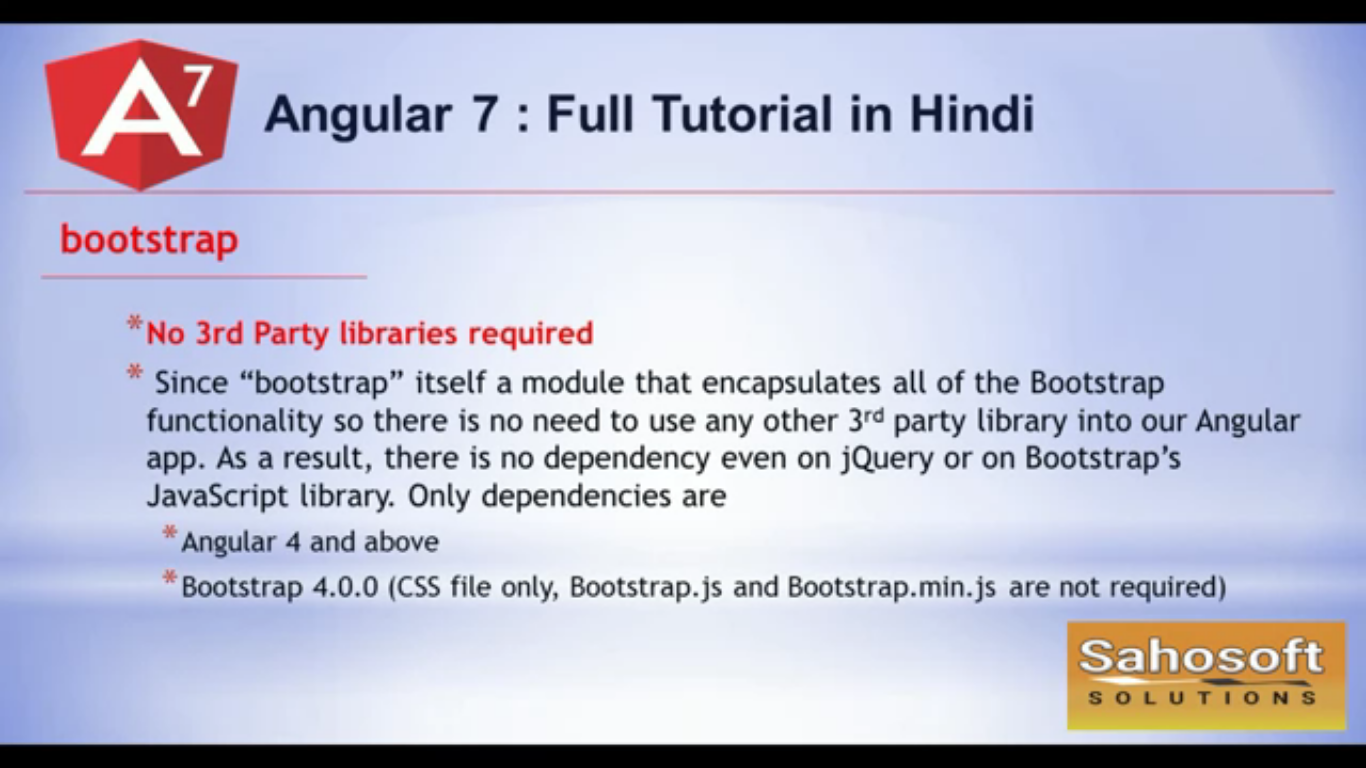 A7
Angular 7 : Full Tutorial in Hindi
bootstrap
*No 3rd Party libraries required
* Since “bootstrap” itself a module that encapsulates all of the Bootstrap
functionality so there is no need to use any other 3rd party library into our Angular
app. As a result, there is no dependency even on jQuery or on Bootstrap’s
JavaScript library. Only dependencies are
*Angular 4 and above
*Bootstrap 4.0.0 (CSS file only, Bootstrap.js and Bootstrap.min.js are not required)
Sahosoft
SOLUTIONS